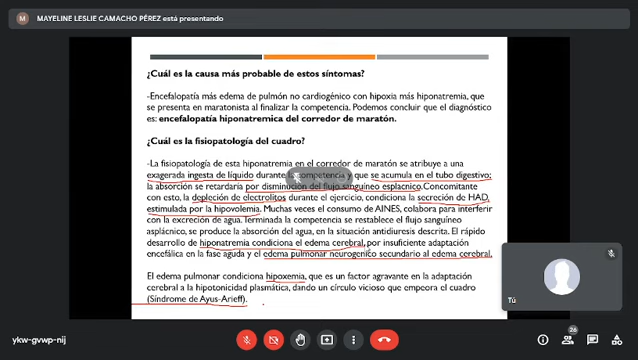 M MAYELINE LESLIE CAMACHO PÉREZ está presentando
¿Cuál es la causa más probable de estos síntomas?
-Encefalopatía más edema de pulmón no cardiogénico con hipoxia más hiponatremia, que
se presenta en maratonista al finalizar la competencia. Podemos concluir que el diagnóstico
es: encefalopatía hiponatremica del corredor de maratón.
¿Cuál es la fisiopatología del cuadro?
-La fisiopatología de esta hiponatremia en el corredor de maratón se atribuye a una
exagerada ingesta de líquido durante la competencia y que se acumula en el tubo digestivo;
la absorción se retardaría por disminución del flujo sanguíneo esplacnico. Concomitante
con esto, la depleción de electrolitos durante el ejercicio, condiciona la secreción de HAD,
estimulada por la hipovolemia. Muchas veces el consumo de AINES, colabora para interferir
con la excreción de agua. Terminada la competencia se restablece el flujo sanguíneo
asplácnico, se produce la absorción del agua, en la situación antidiuresis descrita. El rápido
desarrollo de hiponatremia condiciona el edema cerebral, por insuficiente adaptación
encefálica en la fase aguda y el edema pulmonar neurogenico secundario al edema cerebral.
El edema pulmonar condiciona hipoxemia, que es un factor agravante en la adaptación
cerebral a la hipotonicidad plasmática, dando un círculo vicioso que empeora el cuadro
(Síndrome de Ayus-Arieff).
Tú
ykw-gvwp-nij
26